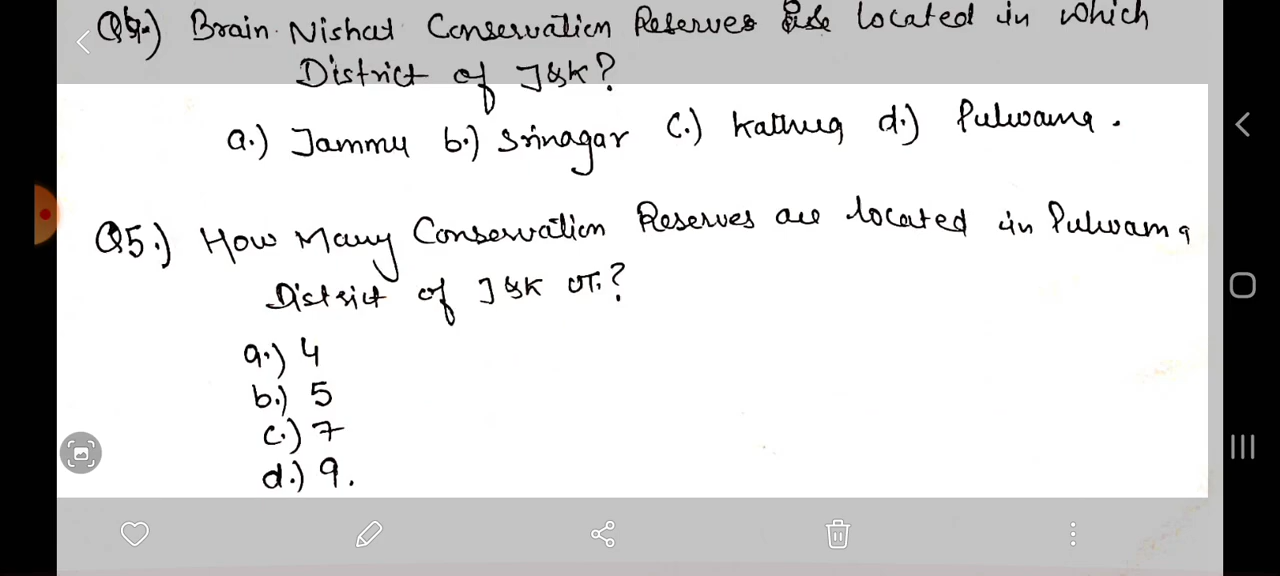 Q4.) Brain Nishat Conservation Reserves are located in which
District of J&K?
a.) Jammu b.) Srinagar c.) Kathua d.) Pulwama.
Q5.) How Many Conservation Reserves are located in Pulwama
District of J&K UT.?
a.) 4
b.) 5
c.) 7
d.) 9.